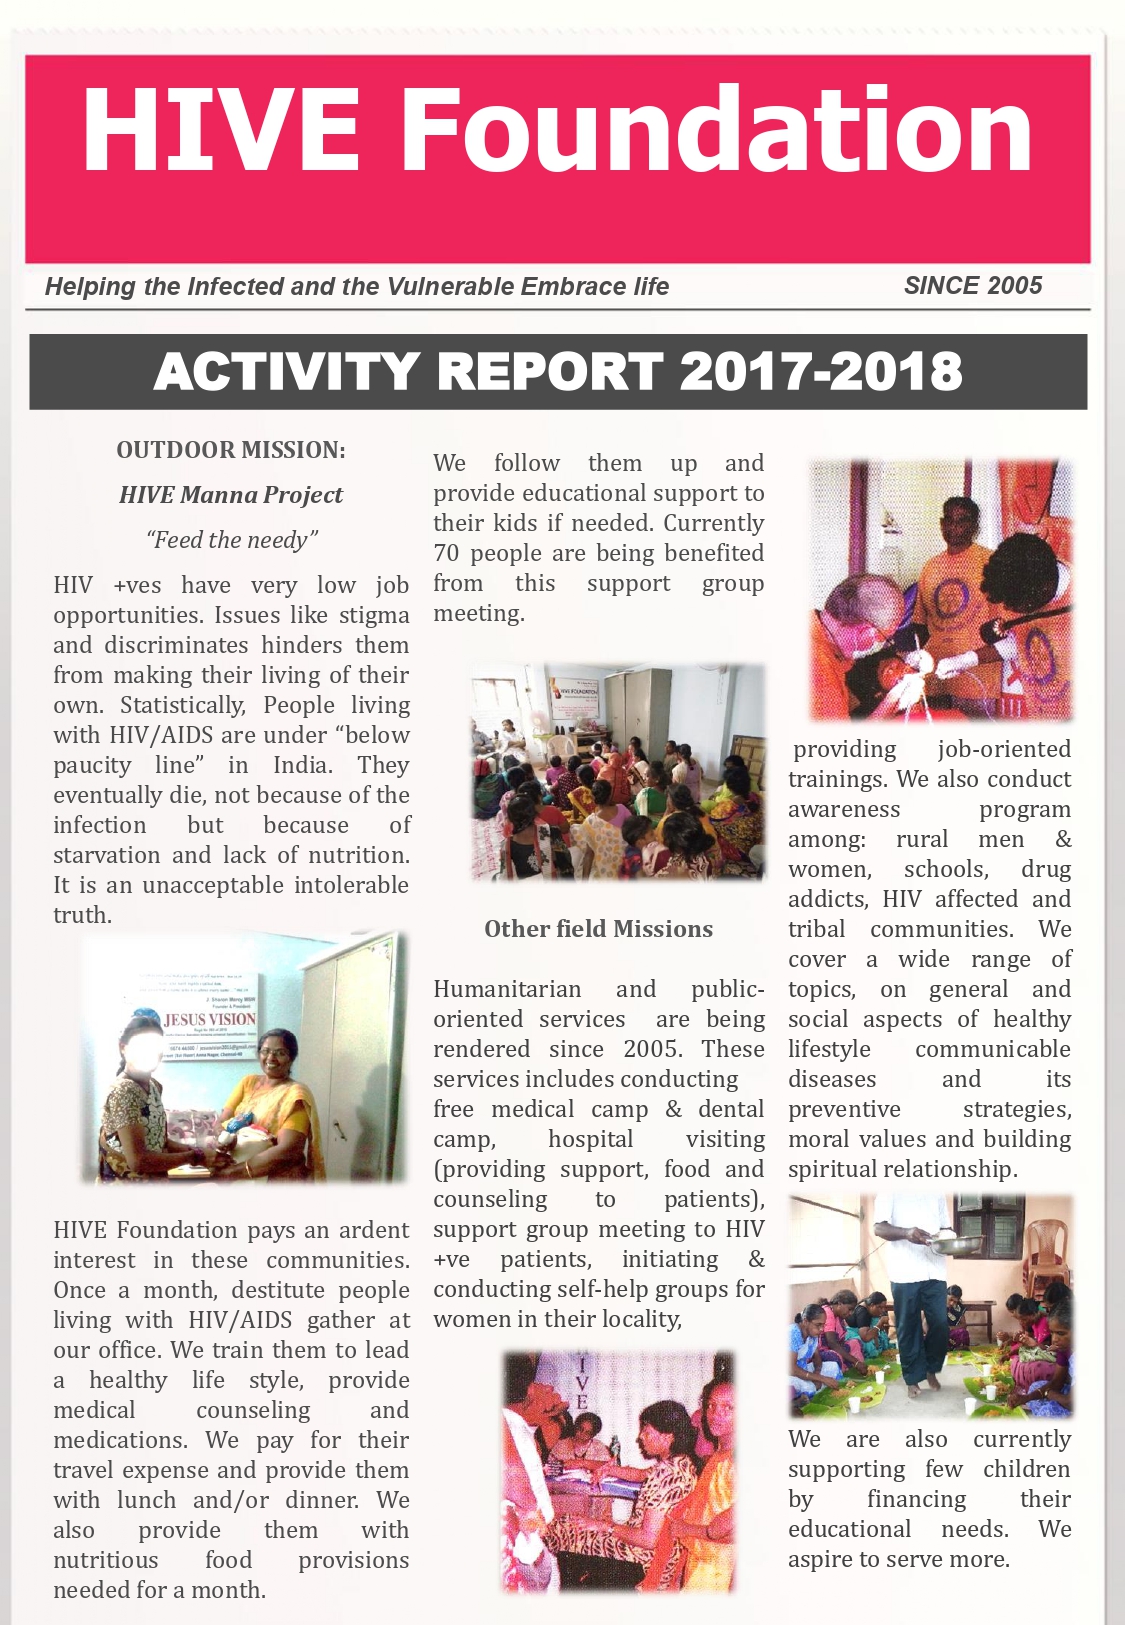 HIVE Foundation
Helping the Infected and the Vulnerable Embrace life
SINCE 2005
ACTIVITY REPORT 2017-2018
OUTDOOR MISSION:
HIVE Manna Project
“Feed the needy”
HIV +ves have very low job
opportunities. Issues like stigma
and discriminates hinders them
from making their living of their
own. Statistically, People living
with HIV/AIDS are under “below
paucity line” in India. They
eventually die, not because of the
infection but because of
starvation and lack of nutrition.
It is an unacceptable intolerable
truth.
J. Sharon Mercy MSW
Founder & President
JESUS VISION
HIVE Foundation pays an ardent
interest in these communities.
Once a month, destitute people
living with HIV/AIDS gather at
our office. We train them to lead
a healthy life style, provide
medical counseling and
medications. We pay for their
travel expense and provide them
with lunch and/or dinner. We
also provide them with
nutritious food provisions
needed for a month.
We follow them up and
provide educational support to
their kids if needed. Currently
70 people are being benefited
from this support group
meeting.
HIVE FOUNDATION
Other field Missions
Humanitarian and public-
oriented services are being
rendered since 2005. These
services includes conducting
free medical camp & dental
camp, hospital visiting
(providing support, food and
counseling to patients),
support group meeting to HIV
+ve patients, initiating &
conducting self-help groups for
women in their locality,
IVE
providing job-oriented
trainings. We also conduct
awareness program
among: rural men &
women, schools, drug
addicts, HIV affected and
tribal communities. We
cover a wide range of
topics, on general and
social aspects of healthy
lifestyle communicable
diseases and its
preventive strategies,
moral values and building
spiritual relationship.
We are also currently
supporting few children
by financing their
educational needs. We
aspire to serve more.